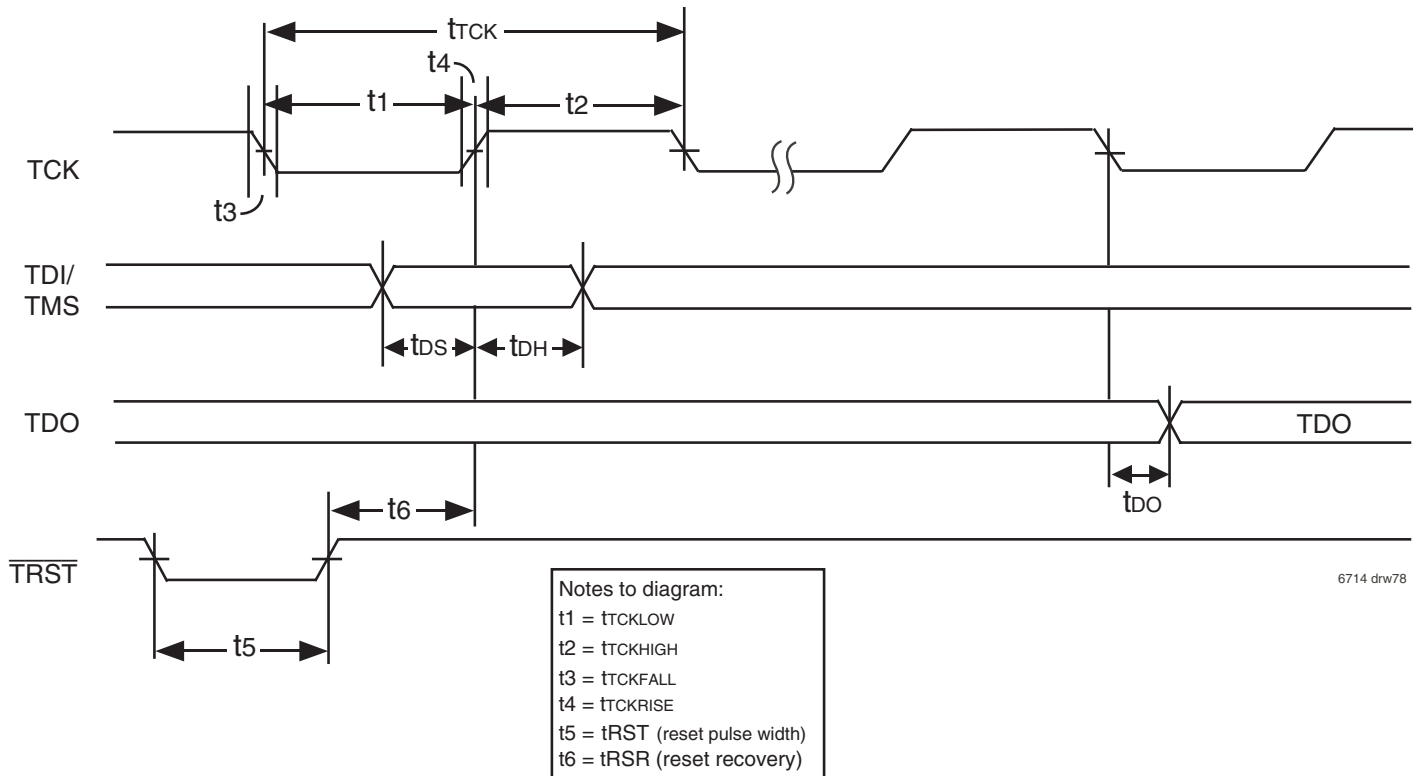 tTCK
t4
t1
t2
TCK
t3
TDI/
TMS
tDS
tDH
TDO
TDO
tDO
t6
TRST
6714 drw78
t5
Notes to diagram:
t1 = tTCKLOW
t2 = tTCKHIGH
t3 = tTCKFALL
t4 = tTCKRISE
t5 = tRST (reset pulse width)
t6 = tRSR (reset recovery)